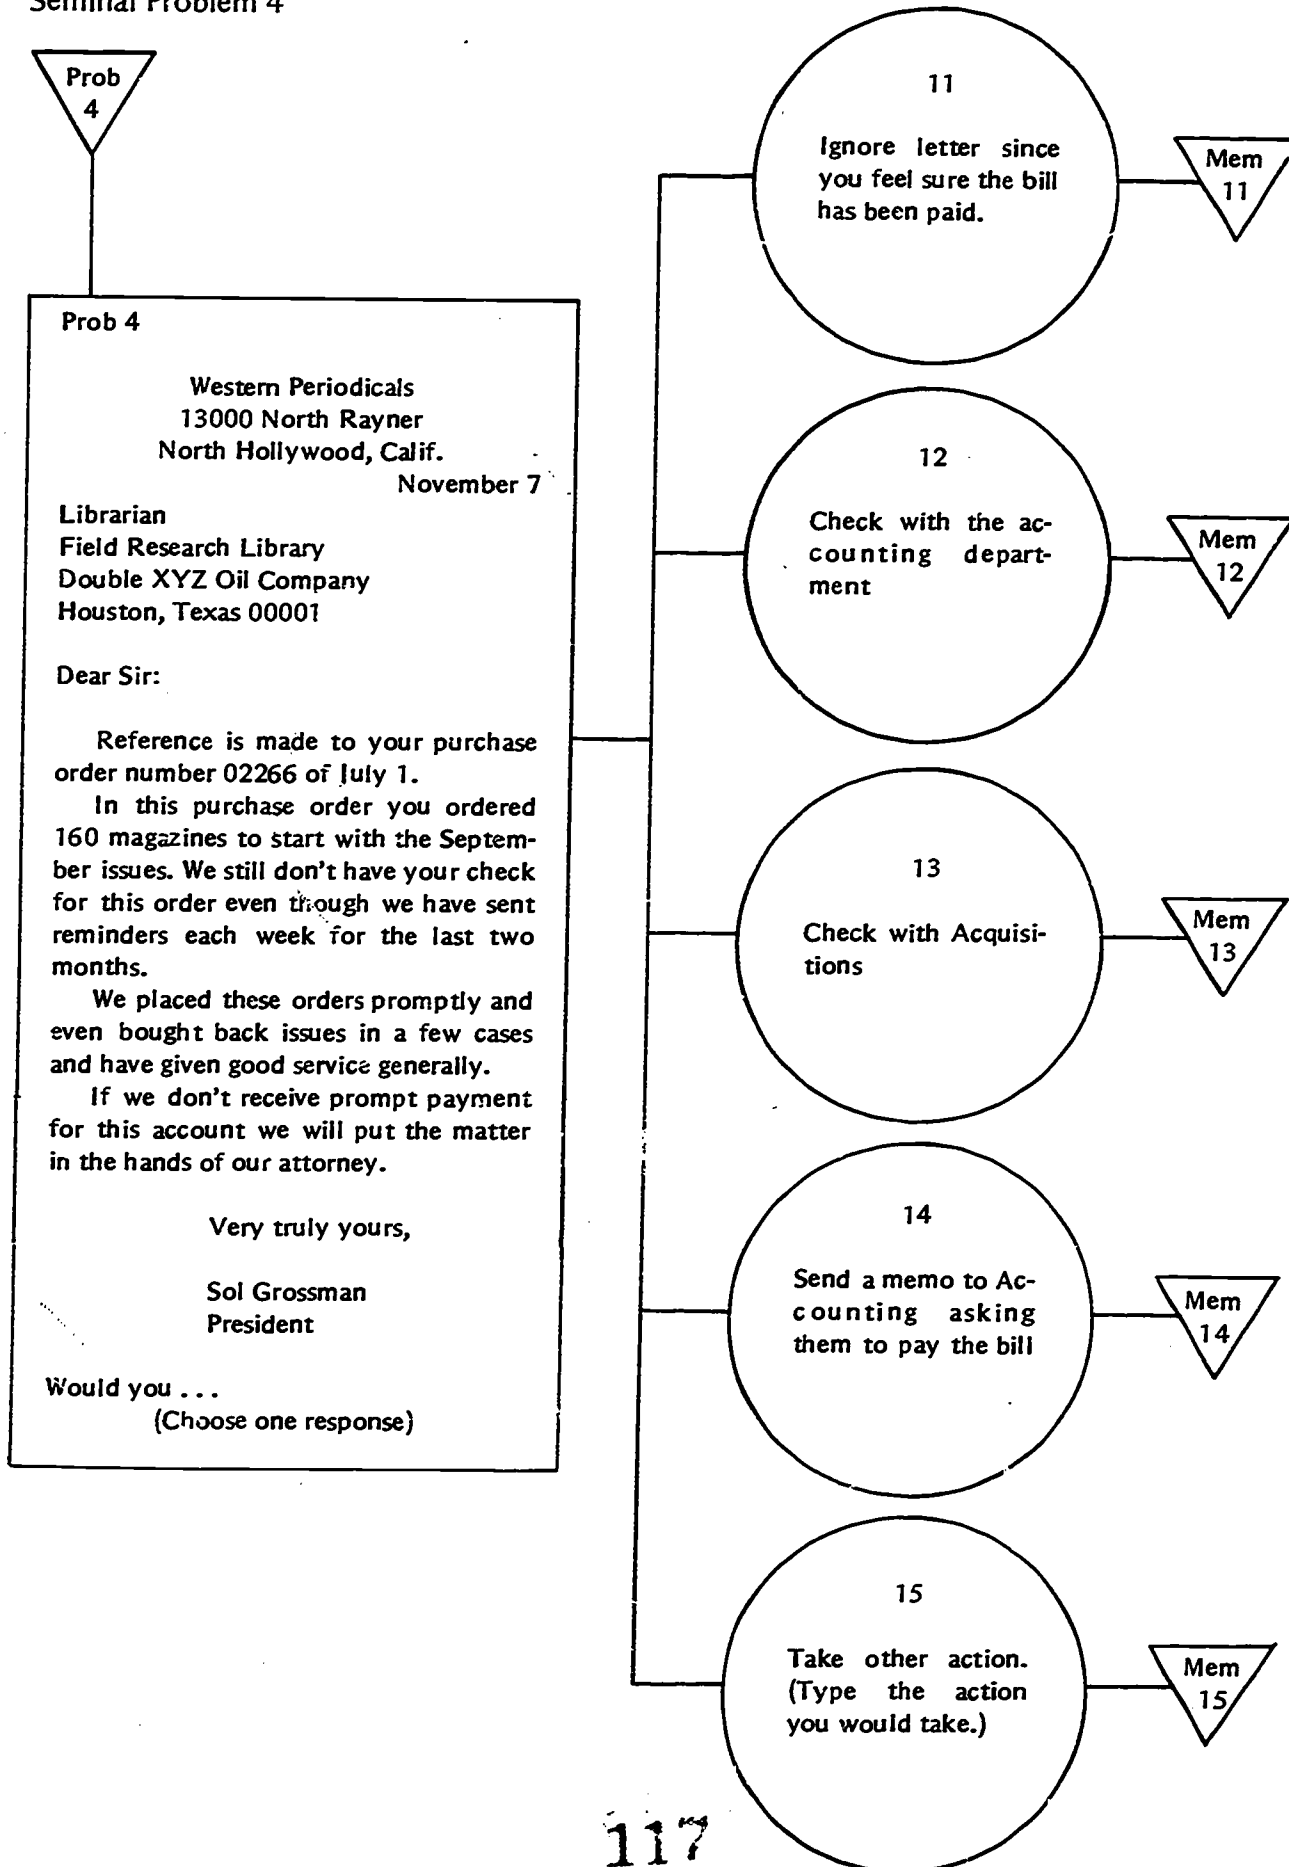 Seminar Problem 4
Prob
4
Prob 4
Western Periodicals
13000 North Rayner
North Hollywood, Calif.
November 7
Librarian
Field Research Library
Double XYZ Oil Company
Houston, Texas 00001
Dear Sir:
Reference is made to your purchase
order number 02266 of July 1.
In this purchase order you ordered
160 magazines to start with the Septem-
ber issues. We still don't have your check
for this order even though we have sent
reminders each week for the last two
months.
We placed these orders promptly and
even bought back issues in a few cases
and have given good service generally.
If we don't receive prompt payment
for this account we will put the matter
in the hands of our attorney.
Very truly yours,
Sol Grossman
President
Would you ...
(Choose one response)
11
Ignore letter since
you feel sure the bill
has been paid.
Mem
11
12
Check with the ac-
counting depart-
ment
Mem
12
13
Check with Acquisi-
tions
Mem
13
14
Send a memo to Ac-
counting asking
them to pay the bill
Mem
14
15
Take other action.
(Type the action
you would take.)
Mem
15
117